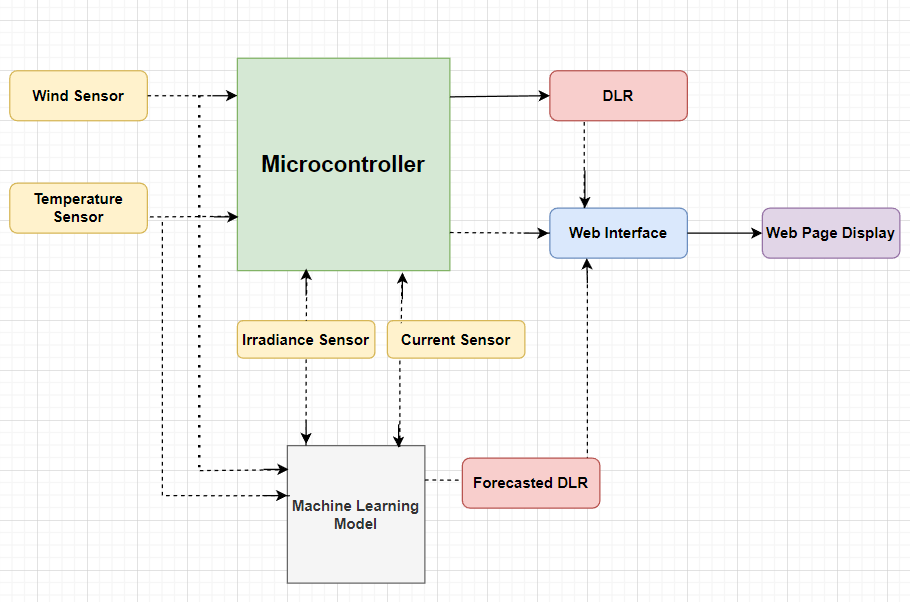 Wind Sensor
DLR
Microcontroller
Temperature
Sensor
Web Interface
Web Page Display
Irradiance Sensor
Current Sensor
Forecasted DLR
Machine Learning
Model